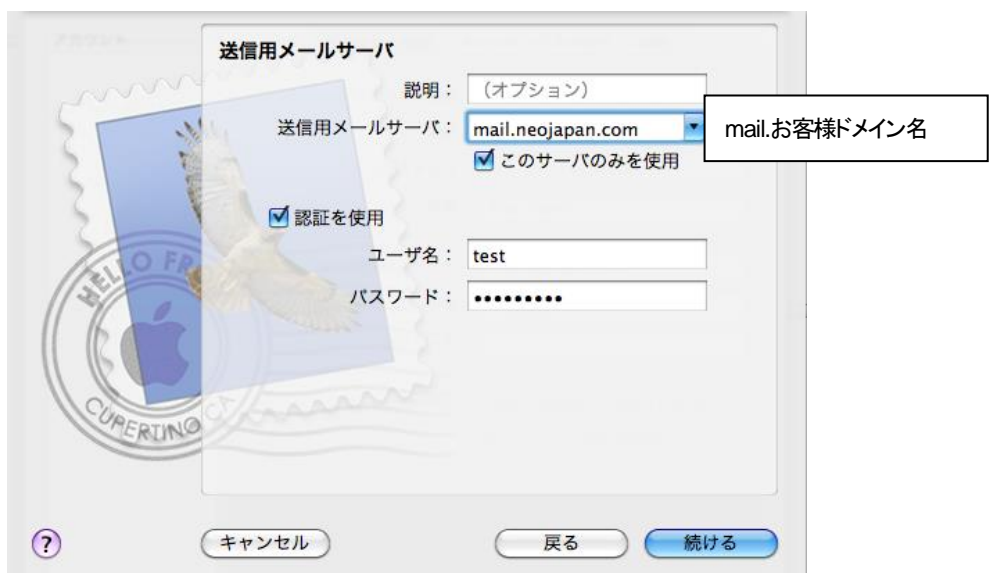 送信用メールサーバ
説明： （オプション）
送信用メールサーバ： mail.neojapan.com
mail.お客様ドメイン名
このサーバのみを使用
認証を使用
ユーザ名： test
パスワード： •••••••••
HELLO FR
CUPERTINO CA
? キャンセル 戻る 続ける